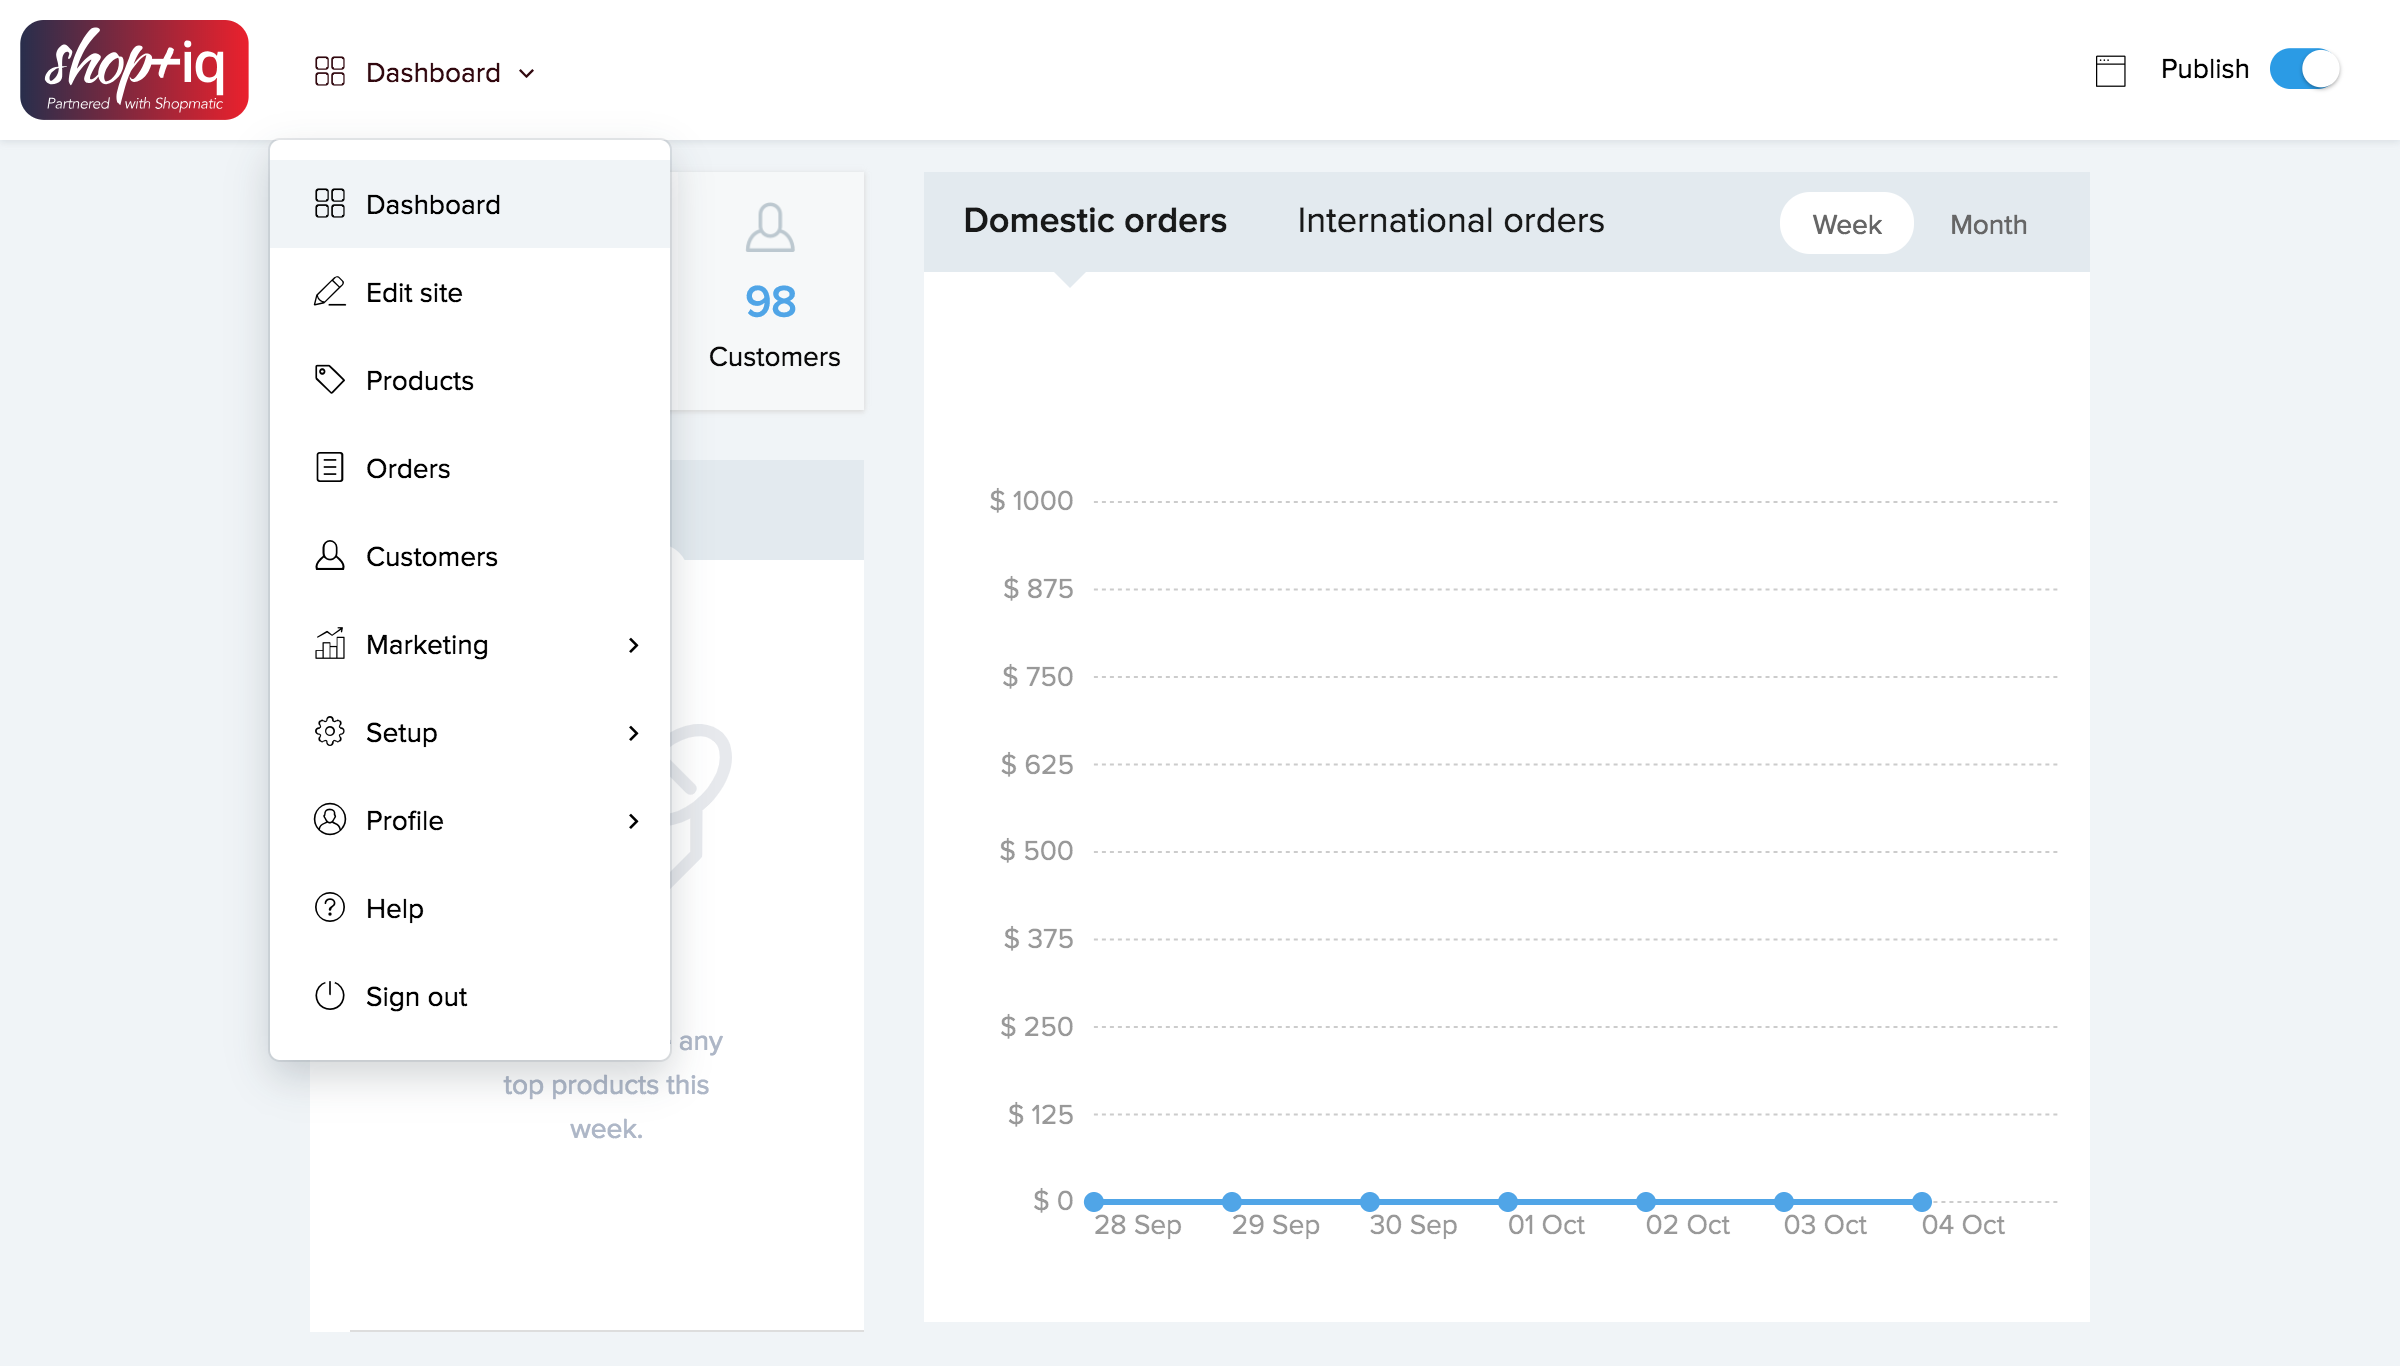 shop+iq
Partnered with Shopmatic
Dashboard
Publish
Dashboard
Edit site
Products
Orders
Customers
Marketing
Setup
Profile
Help
Sign out
98
Customers
any
top products this
week.
Domestic orders
International orders
Week
Month
$ 1000
$ 875
$ 750
$ 625
$ 500
$ 375
$ 250
$ 125
$ 0
28 Sep
29 Sep
30 Sep
01 Oct
02 Oct
03 Oct
04 Oct